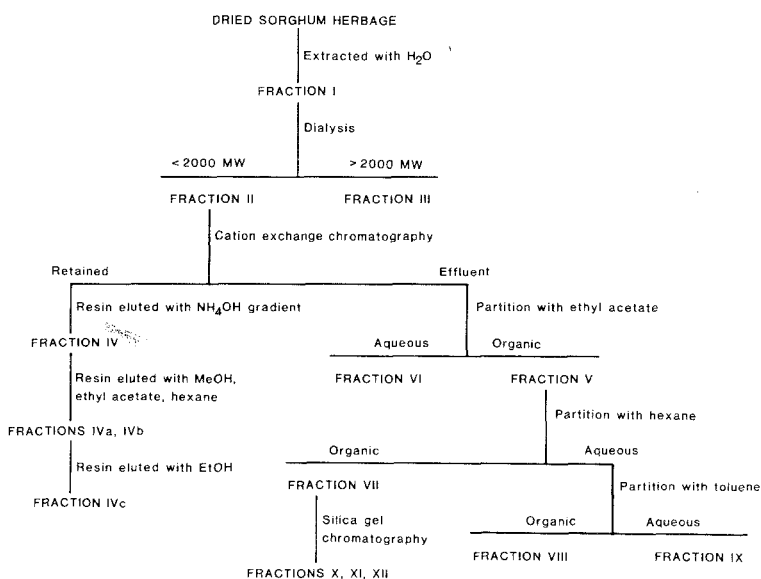 DRIED SORGHUM HERBAGE
Extracted with H2O
FRACTION I
Dialysis
<2000 MW
>2000 MW
FRACTION II
FRACTION III
Cation exchange chromatography
Retained
Effluent
Resin eluted with NH4OH gradient
Partition with ethyl acetate
FRACTION IV
Aqueous
Organic
Resin eluted with MeOH,
ethyl acetate, hexane
FRACTION VI
FRACTION V
Partition with hexane
FRACTIONS IVa, IVb
Organic
Aqueous
Resin eluted with EtOH
FRACTION VII
Partition with toluene
FRACTION IVc
Silica gel
chromatography
Organic
Aqueous
FRACTION VIII
FRACTION IX
FRACTIONS X, XI, XII